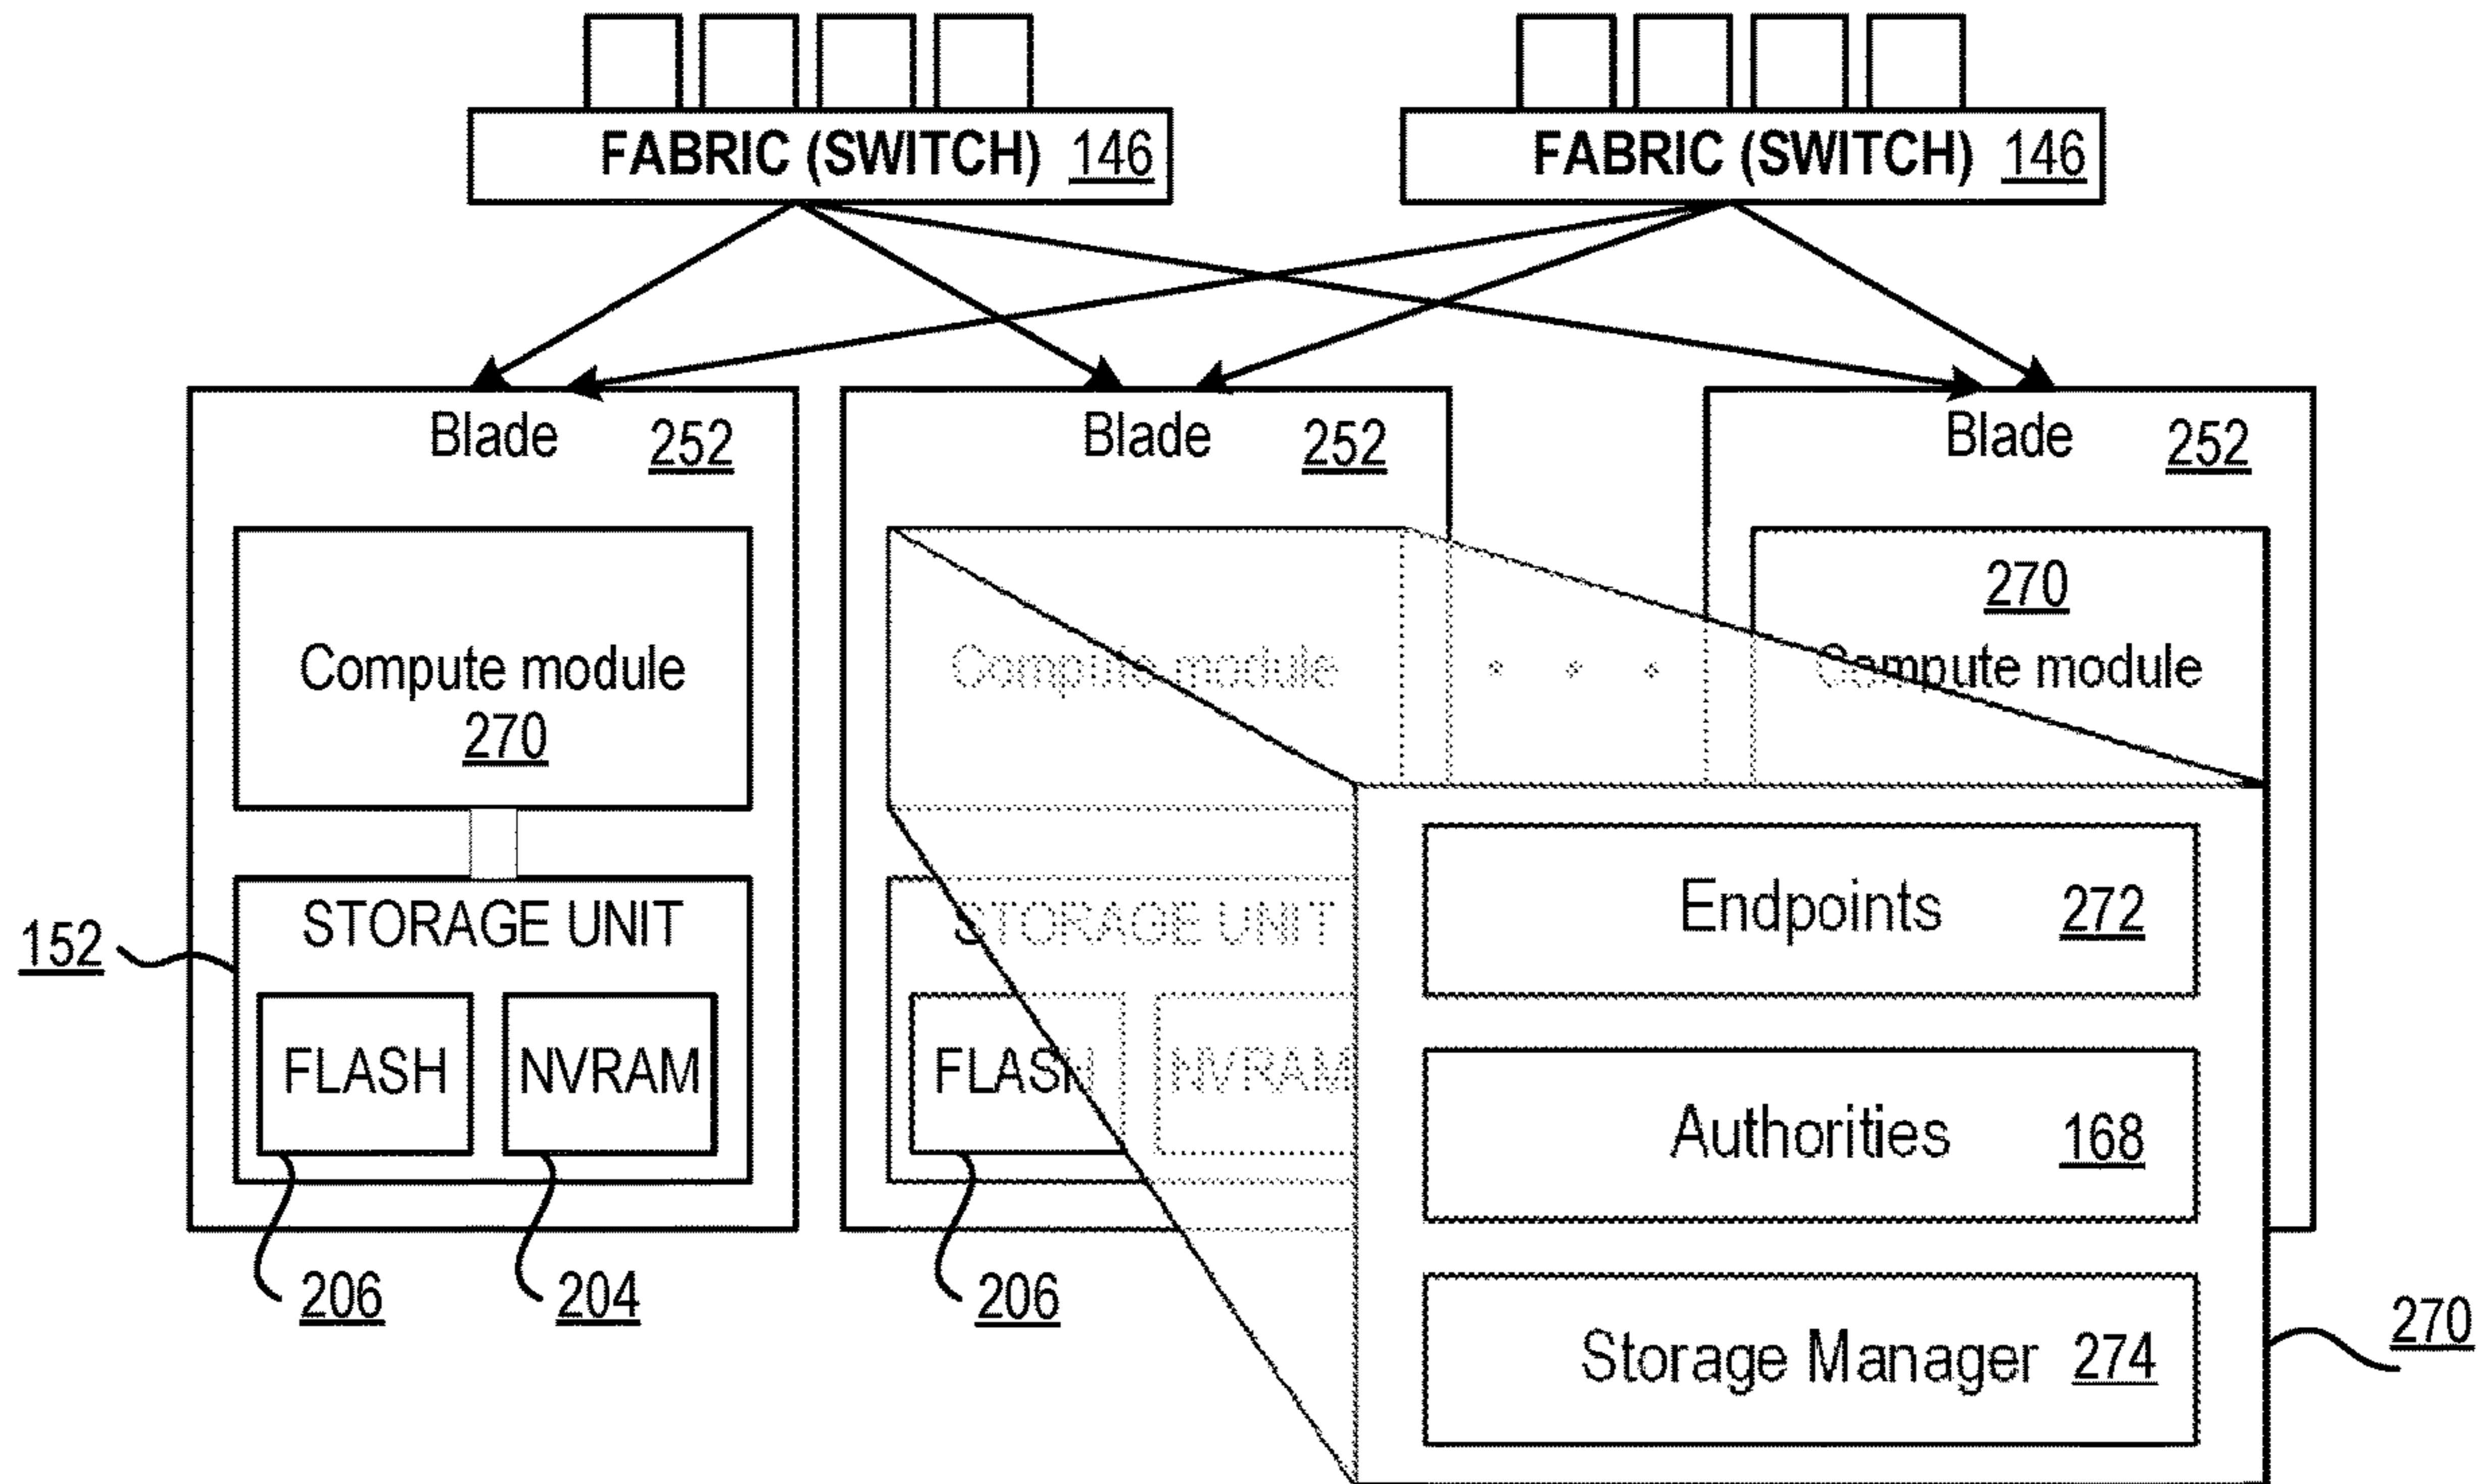 FABRIC (SWITCH) 146
FABRIC (SWITCH) 146
Blade 252
Blade 252
Blade 252
Compute module
270
Compute module
270
Compute module
152
STORAGE UNIT
FLASH
NVRAM
206
204
STORAGE UNIT
FLASH
NVRAM
206
Endpoints 272
Authorities 168
Storage Manager 274
270